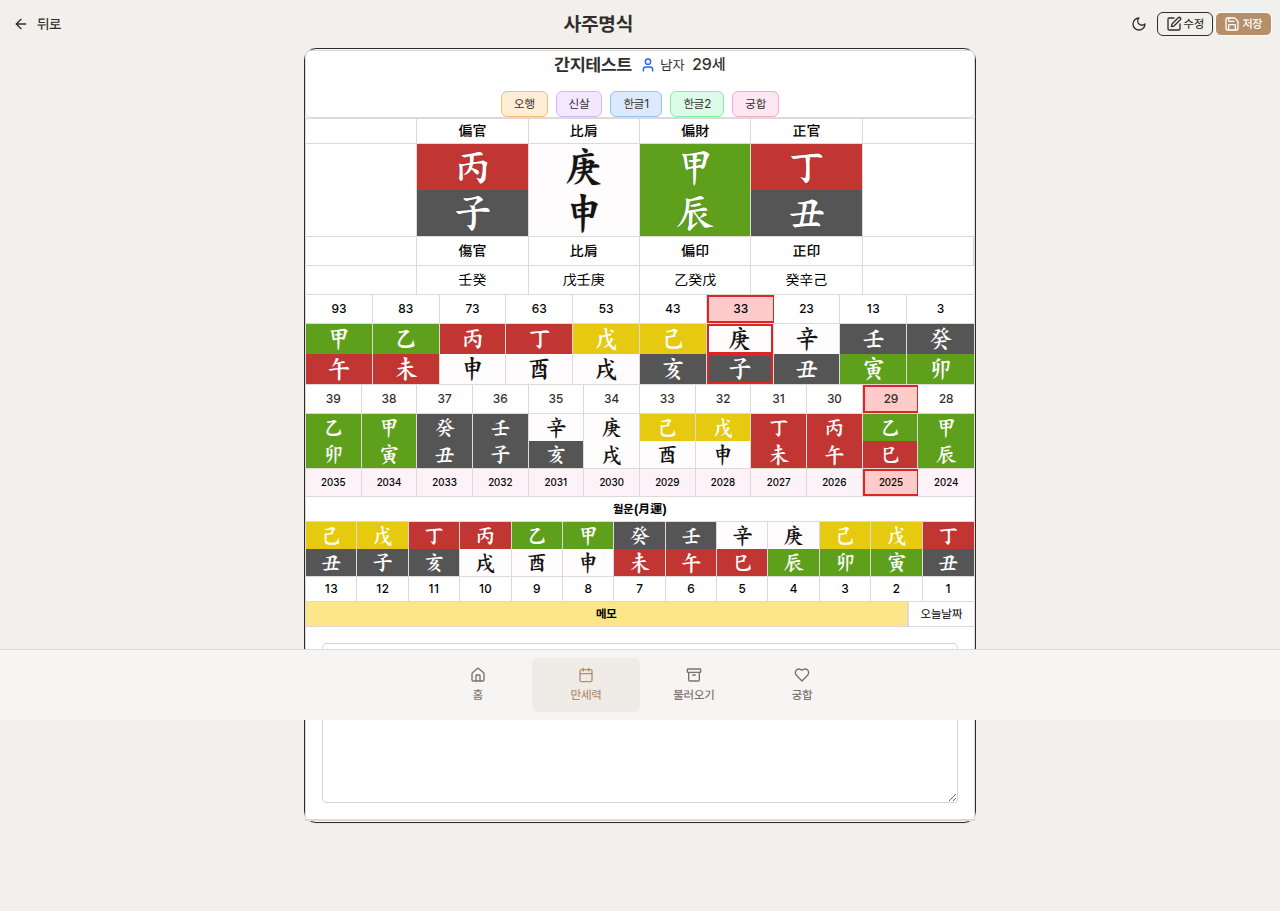 뒤로 사주명식 수정 저장
간지테스트 남자 29세
오행 신살 한글1 한글2 궁합
偏官 比肩 偏財 正官
丙 庚 甲 丁
子 申 辰 丑
傷官 比肩 偏印 正印
壬癸 戊壬庚 乙癸戊 癸辛己
93 83 73 63 53 43 33 23 13 3
甲 乙 丙 丁 戊 己 庚 辛 壬 癸
午 未 申 酉 戌 亥 子 丑 寅 卯
39 38 37 36 35 34 33 32 31 30 29 28
乙 甲 癸 壬 辛 庚 己 戊 丁 丙 乙 甲
卯 寅 丑 子 亥 戌 酉 申 未 午 巳 辰
2035 2034 2033 2032 2031 2030 2029 2028 2027 2026 2025 2024
월운(月運)
己 戊 丁 丙 乙 甲 癸 壬 辛 庚 己 戊 丁
丑 子 亥 戌 酉 申 未 午 巳 辰 卯 寅 丑
13 12 11 10 9 8 7 6 5 4 3 2 1
메모 오늘날짜
홈 만세력 불러오기 궁합